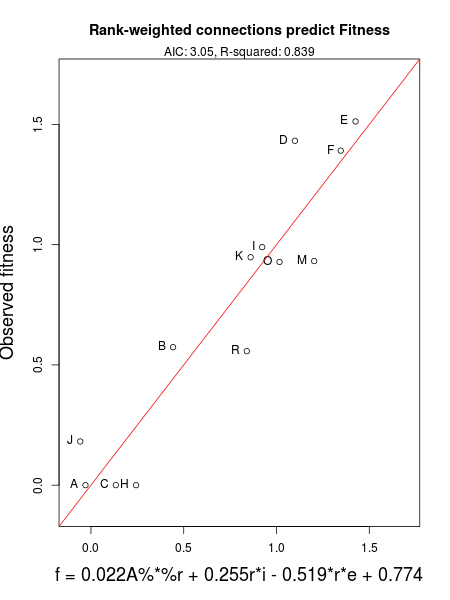 Rank-weighted connections predict Fitness
AIC: 3.05, R-squared: 0.839
Observed fitness
1.5
1.0
0.5
0.0
E
D
F
I
K
O
M
B
R
J
A
C
H
0.0 0.5 1.0 1.5
f = 0.022A%*%r + 0.255r*i - 0.519*r*e + 0.774